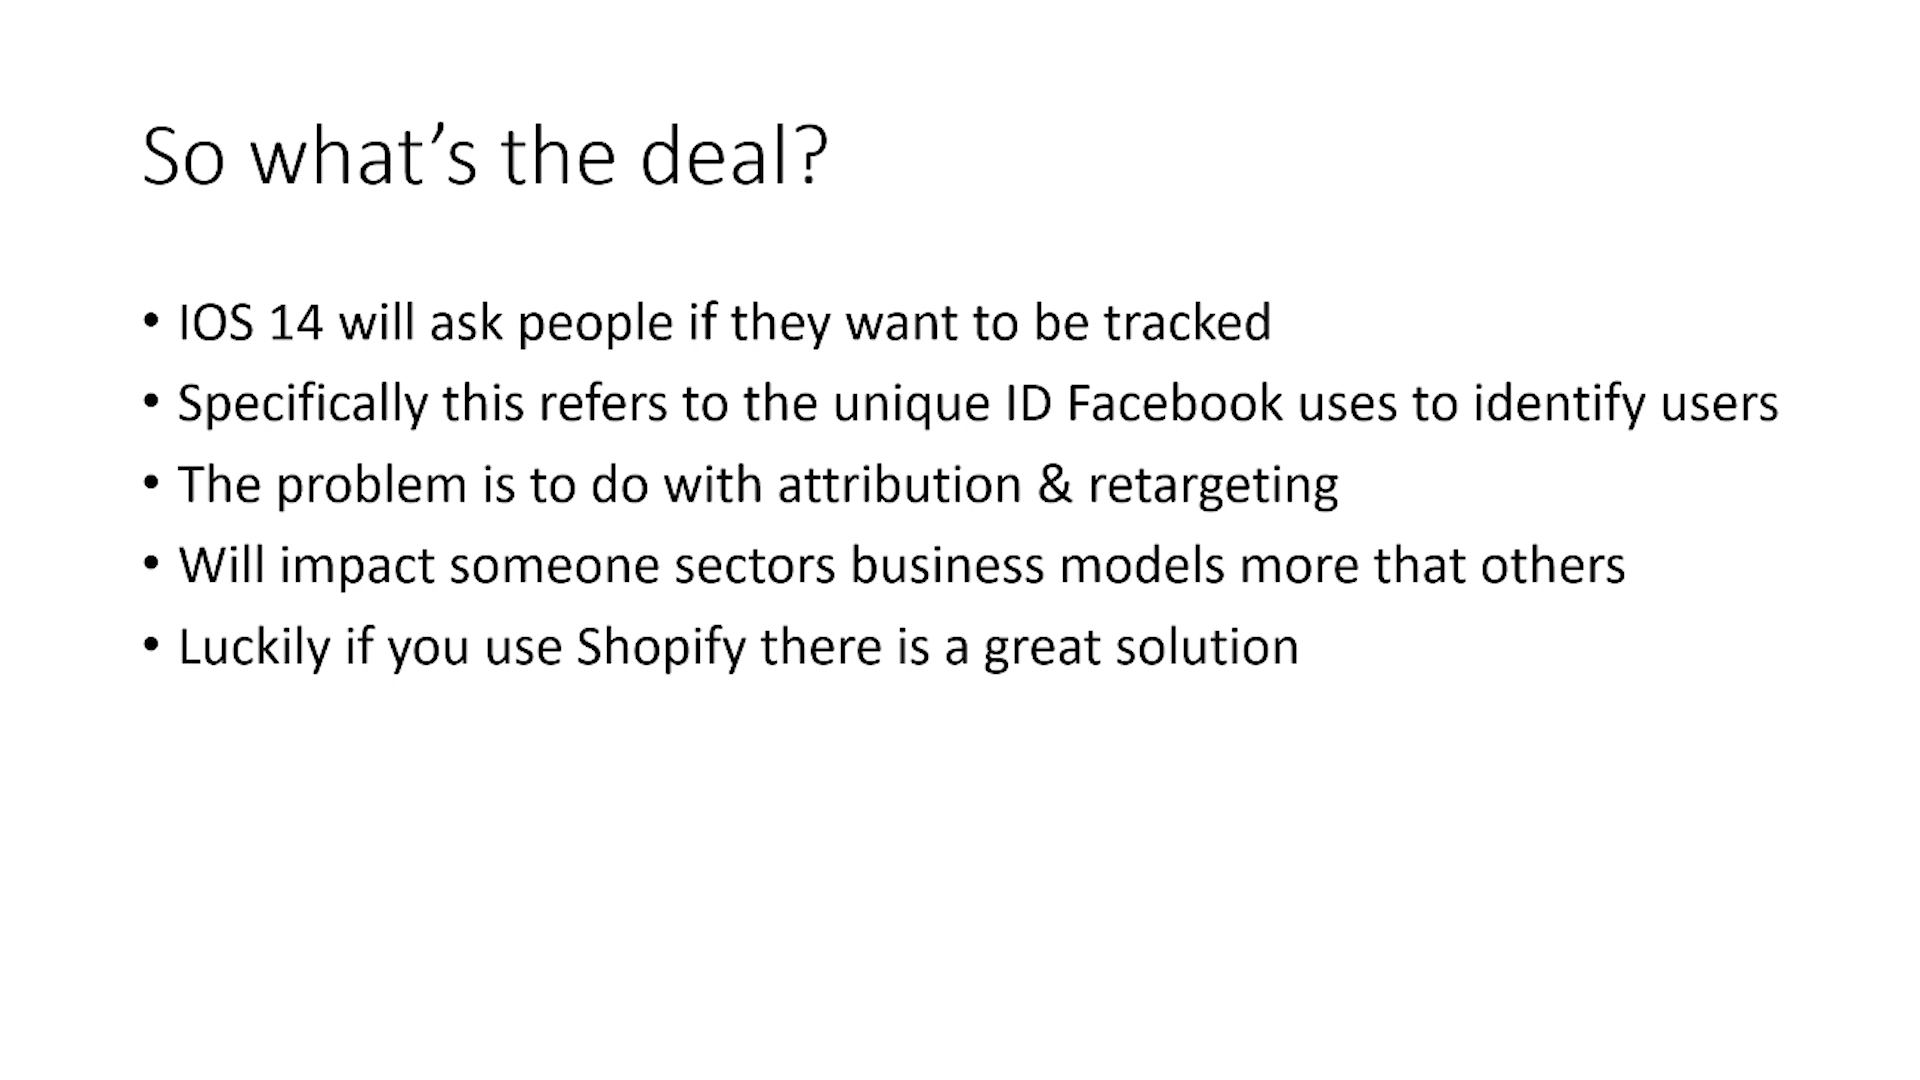 So what’s the deal?
• IOS 14 will ask people if they want to be tracked
• Specifically this refers to the unique ID Facebook uses to identify users
• The problem is to do with attribution & retargeting
• Will impact someone sectors business models more that others
• Luckily if you use Shopify there is a great solution